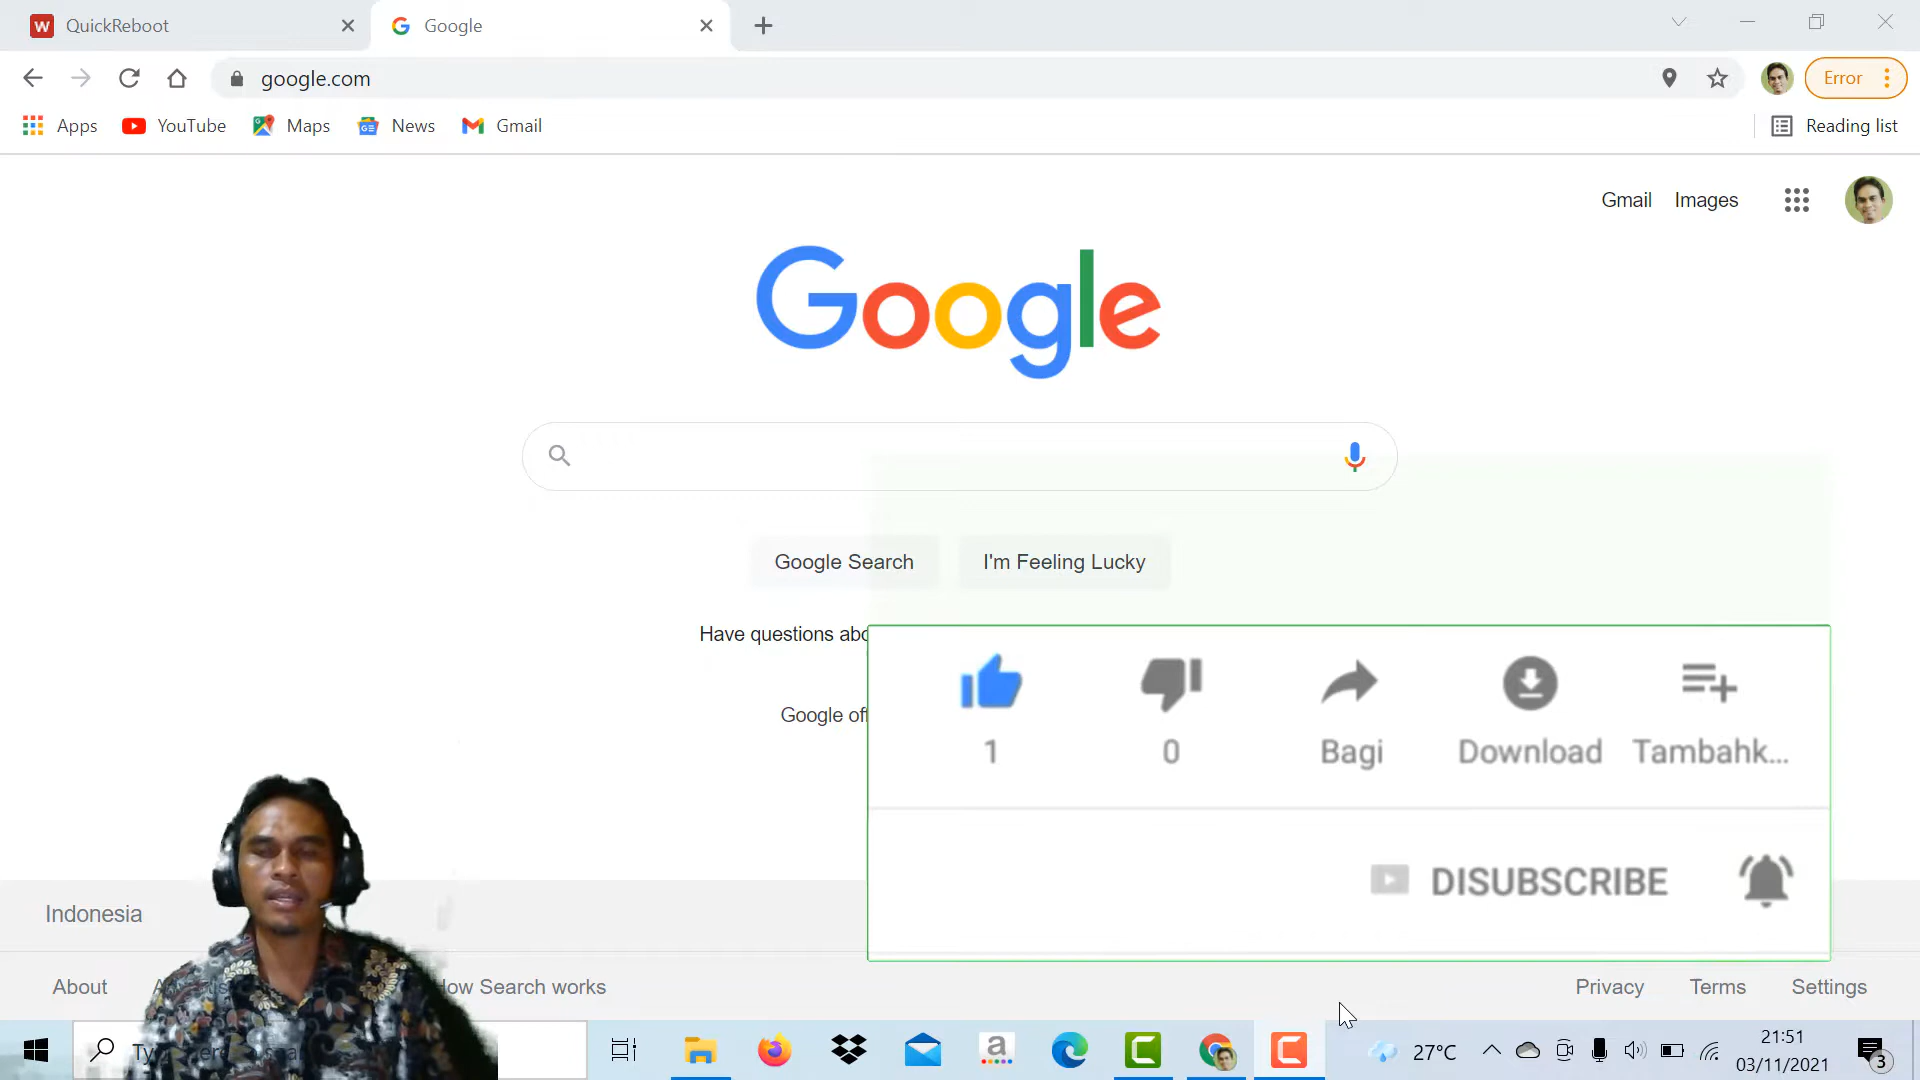 QuickReboot
Google
google.com
Error
Apps
YouTube
Maps
News
Gmail
Reading list
Gmail
Images
Google
Google Search
I'm Feeling Lucky
Have questions abo
Google of
1
0
Bagi
Download
Tambahk...
DISUBSCRIBE
Indonesia
About
How Search works
Privacy
Terms
Settings
27°C
21:51
03/11/2021
3